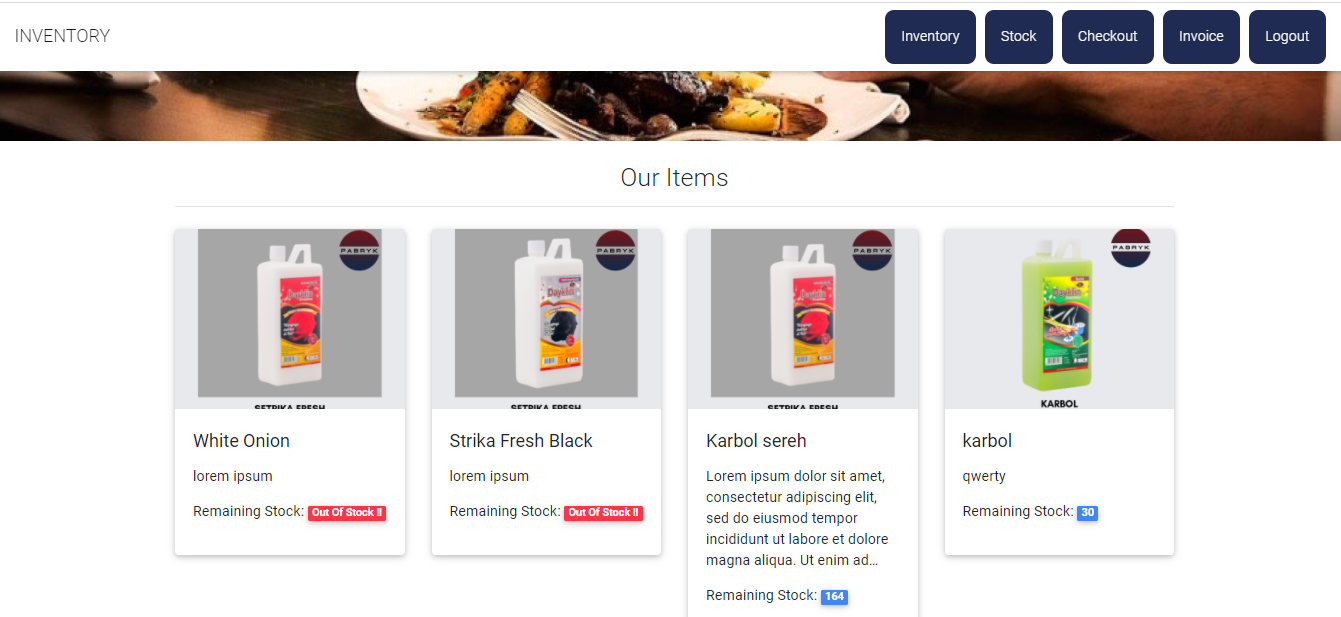 INVENTORY
Inventory
Stock
Checkout
Invoice
Logout
Our Items
PABRYK
SETRIKA FRESH
White Onion
lorem ipsum
Remaining Stock: Out Of Stock !!
PABRYK
Dayklin
SETRIKA FRESH
Strika Fresh Black
lorem ipsum
Remaining Stock: Out Of Stock !!
PABRYK
SETRIKA FRESH
Karbol sereh
Lorem ipsum dolor sit amet,
consectetur adipiscing elit,
sed do eiusmod tempor
incididunt ut labore et dolore
magna aliqua. Ut enim ad...
Remaining Stock: 164
PABRYK
Dayklin
KARBOL
karbol
qwerty
Remaining Stock: 30